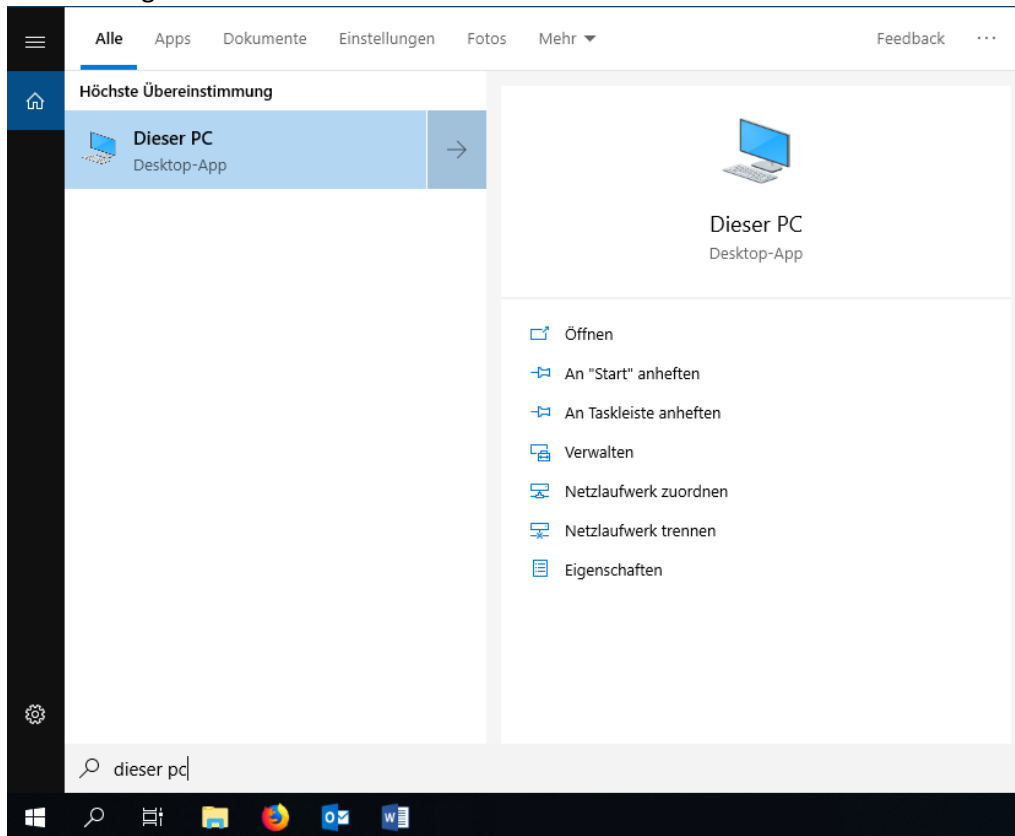 Alle Apps Dokumente Einstellungen Fotos Mehr Feedback ...
Höchste Übereinstimmung
Dieser PC
Desktop-App
Dieser PC
Desktop-App
Öffnen
An "Start" anheften
An Taskleiste anheften
Verwalten
Netzlaufwerk zuordnen
Netzlaufwerk trennen
Eigenschaften
dieser pc